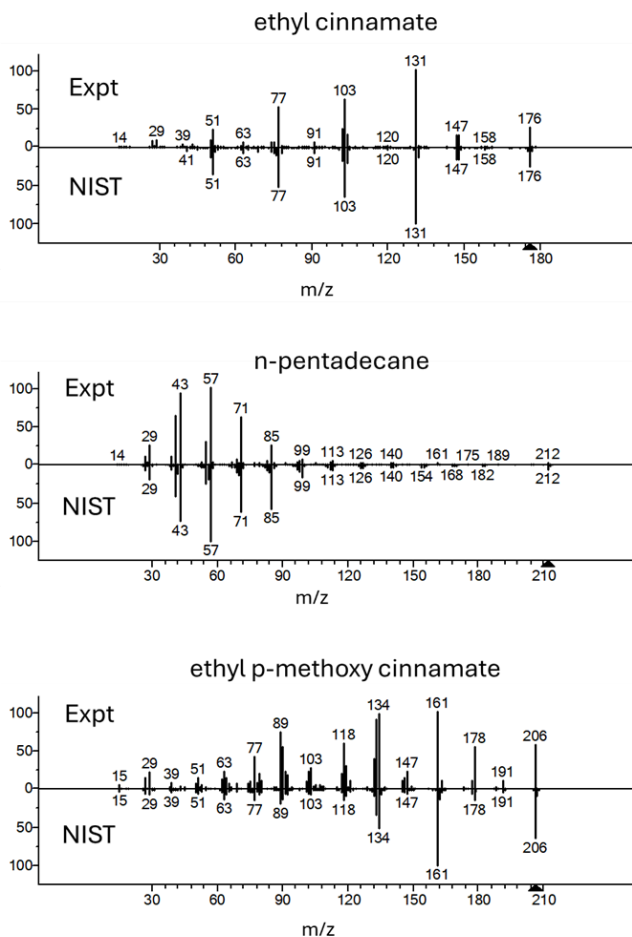 ethyl cinnamate
Expt
NIST
100
50
0
50
100
14 29 39 51 63 77 91 103 120 131 147 158 176
41 51 63 77 91 103 120 131 147 158 176
30 60 90 120 150 180
m/z
n-pentadecane
Expt
NIST
100
50
0
50
100
14 29 43 57 71 85 99 113 126 140 161 175 189 212
29 43 57 71 85 99 113 126 140 154 168 182 212
30 60 90 120 150 180 210
m/z
ethyl p-methoxy cinnamate
Expt
NIST
100
50
0
50
100
15 29 39 51 63 77 89 103 118 134 147 161 178 191 206
15 29 39 51 63 77 89 103 118 134 147 161 178 191 206
30 60 90 120 150 180 210
m/z